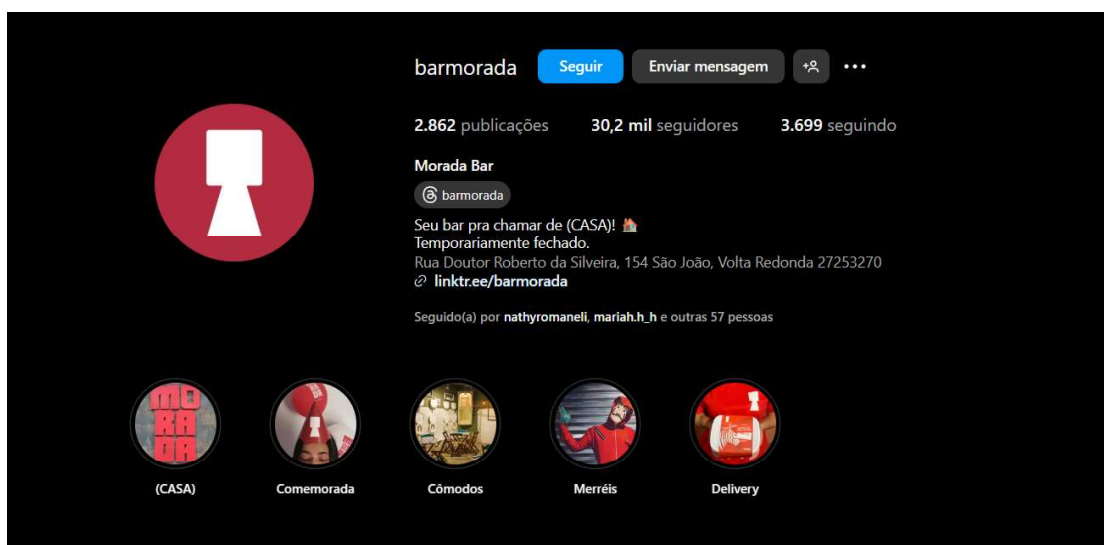 barmorada Seguir Enviar mensagem
2.862 publicações 30,2 mil seguidores 3.699 seguindo
Morada Bar
barmorada
Seu bar pra chamar de (CASA)! 🏠
Temporariamente fechado.
Rua Doutor Roberto da Silveira, 154 São João, Volta Redonda 27253270
linktr.ee/barmorada
Seguido(a) por nathyromaneli, mariah.h_h e outras 57 pessoas
MO
RA
DA
(CASA) Comemorada Cômodos Merréis Delivery